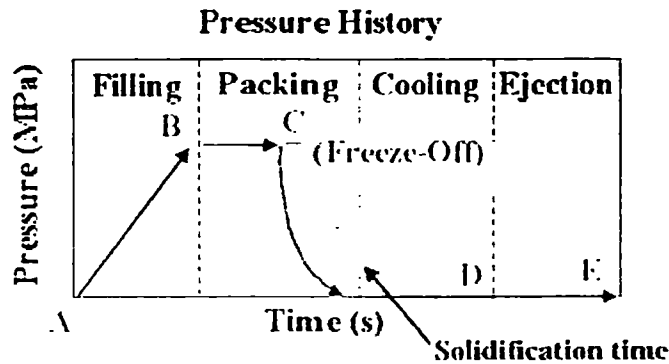 Pressure History
Filling Packing Cooling Ejection
B C
(Freeze-Off)
Pressure (MPa)
D E
A Time (s)
Solidification time